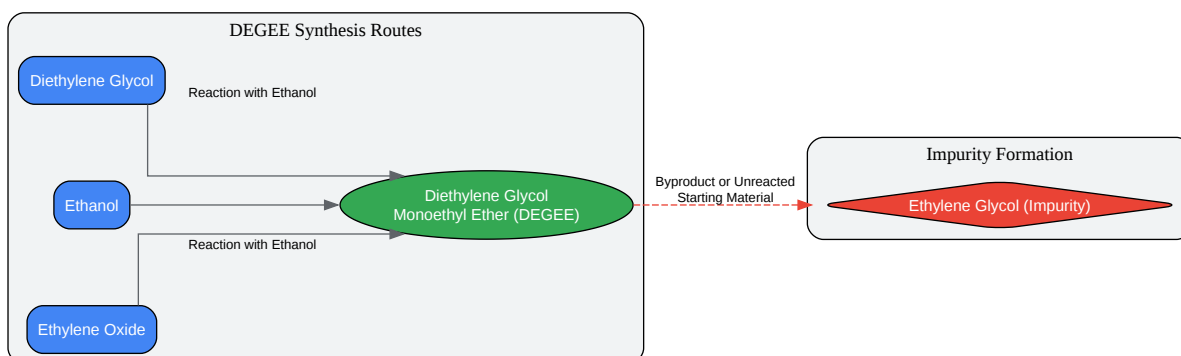 DEGEE Synthesis Routes
Diethylene Glycol
Reaction with Ethanol
Impurity Formation
Byproduct or Unreacted
Starting Material
Diethylene Glycol
Monoethyl Ether (DEGEE)
Ethanol
Ethylene Glycol (Impurity)
Reaction with Ethanol
Ethylene Oxide